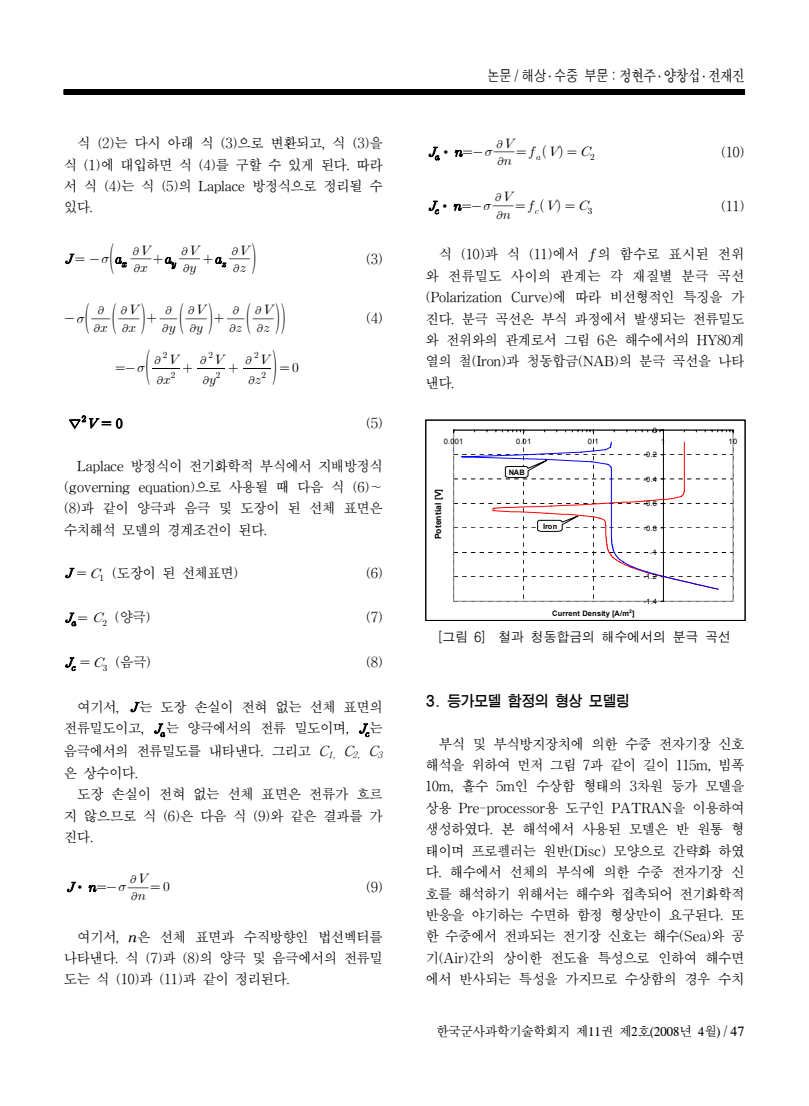 논문 / 해상·수중 부문 : 정현주·양창섭·전재진
식 (2)는 다시 아래 식 (3)으로 변환되고, 식 (3)을
식 (1)에 대입하면 식 (4)를 구할 수 있게 된다. 따라
서 식 (4)는 식 (5)의 Laplace 방정식으로 정리될 수
있다.
J = −σ(aₓ ∂V/∂x + a_y ∂V/∂y + a_z ∂V/∂z) (3)
−σ(∂/∂x(∂V/∂x) + ∂/∂y(∂V/∂y) + ∂/∂z(∂V/∂z)) (4)
=−σ(∂²V/∂x² + ∂²V/∂y² + ∂²V/∂z²) = 0
▽²V = 0 (5)
Laplace 방정식이 전기화학적 부식에서 지배방정식
(governing equation)으로 사용될 때 다음 식 (6)~
(8)과 같이 양극과 음극 및 도장이 된 선체 표면은
수치해석 모델의 경계조건이 된다.
J = C₁ (도장이 된 선체표면) (6)
Jₐ = C₂ (양극) (7)
J_c = C₃ (음극) (8)
여기서, J는 도장 손실이 전혀 없는 선체 표면의
전류밀도이고, Jₐ는 양극에서의 전류 밀도이며, J_c는
음극에서의 전류밀도를 내타낸다. 그리고 C₁, C₂, C₃
은 상수이다.
도장 손실이 전혀 없는 선체 표면은 전류가 흐르
지 않으므로 식 (6)은 다음 식 (9)와 같은 결과를 가
진다.
J · n = −σ ∂V/∂n = 0 (9)
여기서, n은 선체 표면과 수직방향인 법선벡터를
나타낸다. 식 (7)과 (8)의 양극 및 음극에서의 전류밀
도는 식 (10)과 (11)과 같이 정리된다.
Jₐ · n = −σ ∂V/∂n = fₐ(V) = C₂ (10)
J_c · n = −σ ∂V/∂n = f_c(V) = C₃ (11)
식 (10)과 식 (11)에서 f의 함수로 표시된 전위
와 전류밀도 사이의 관계는 각 재질별 분극 곡선
(Polarization Curve)에 따라 비선형적인 특징을 가
진다. 분극 곡선은 부식 과정에서 발생되는 전류밀도
와 전위와의 관계로서 그림 6은 해수에서의 HY80계
열의 철(Iron)과 청동합금(NAB)의 분극 곡선을 나타
낸다.
0
0.001 0.01 0.1 1 10
-0.2
NAB
-0.4
-0.6
Iron
-0.8
-1
-1.2
-1.4
Potential [V]
Current Density [A/m²]
[그림 6] 철과 청동합금의 해수에서의 분극 곡선
3. 등가모델 함정의 형상 모델링
부식 및 부식방지장치에 의한 수중 전자기장 신호
해석을 위하여 먼저 그림 7과 같이 길이 115m, 빔폭
10m, 흘수 5m인 수상함 형태의 3차원 등가 모델을
상용 Pre-processor용 도구인 PATRAN을 이용하여
생성하였다. 본 해석에서 사용된 모델은 반 원통 형
태이며 프로펠러는 원반(Disc) 모양으로 간략화 하였
다. 해수에서 선체의 부식에 의한 수중 전자기장 신
호를 해석하기 위해서는 해수와 접촉되어 전기화학적
반응을 야기하는 수면하 함정 형상만이 요구된다. 또
한 수중에서 전파되는 전기장 신호는 해수(Sea)와 공
기(Air)간의 상이한 전도율 특성으로 인하여 해수면
에서 반사되는 특성을 가지므로 수상함의 경우 수치
한국군사과학기술학회지 제11권 제2호(2008년 4월) / 47